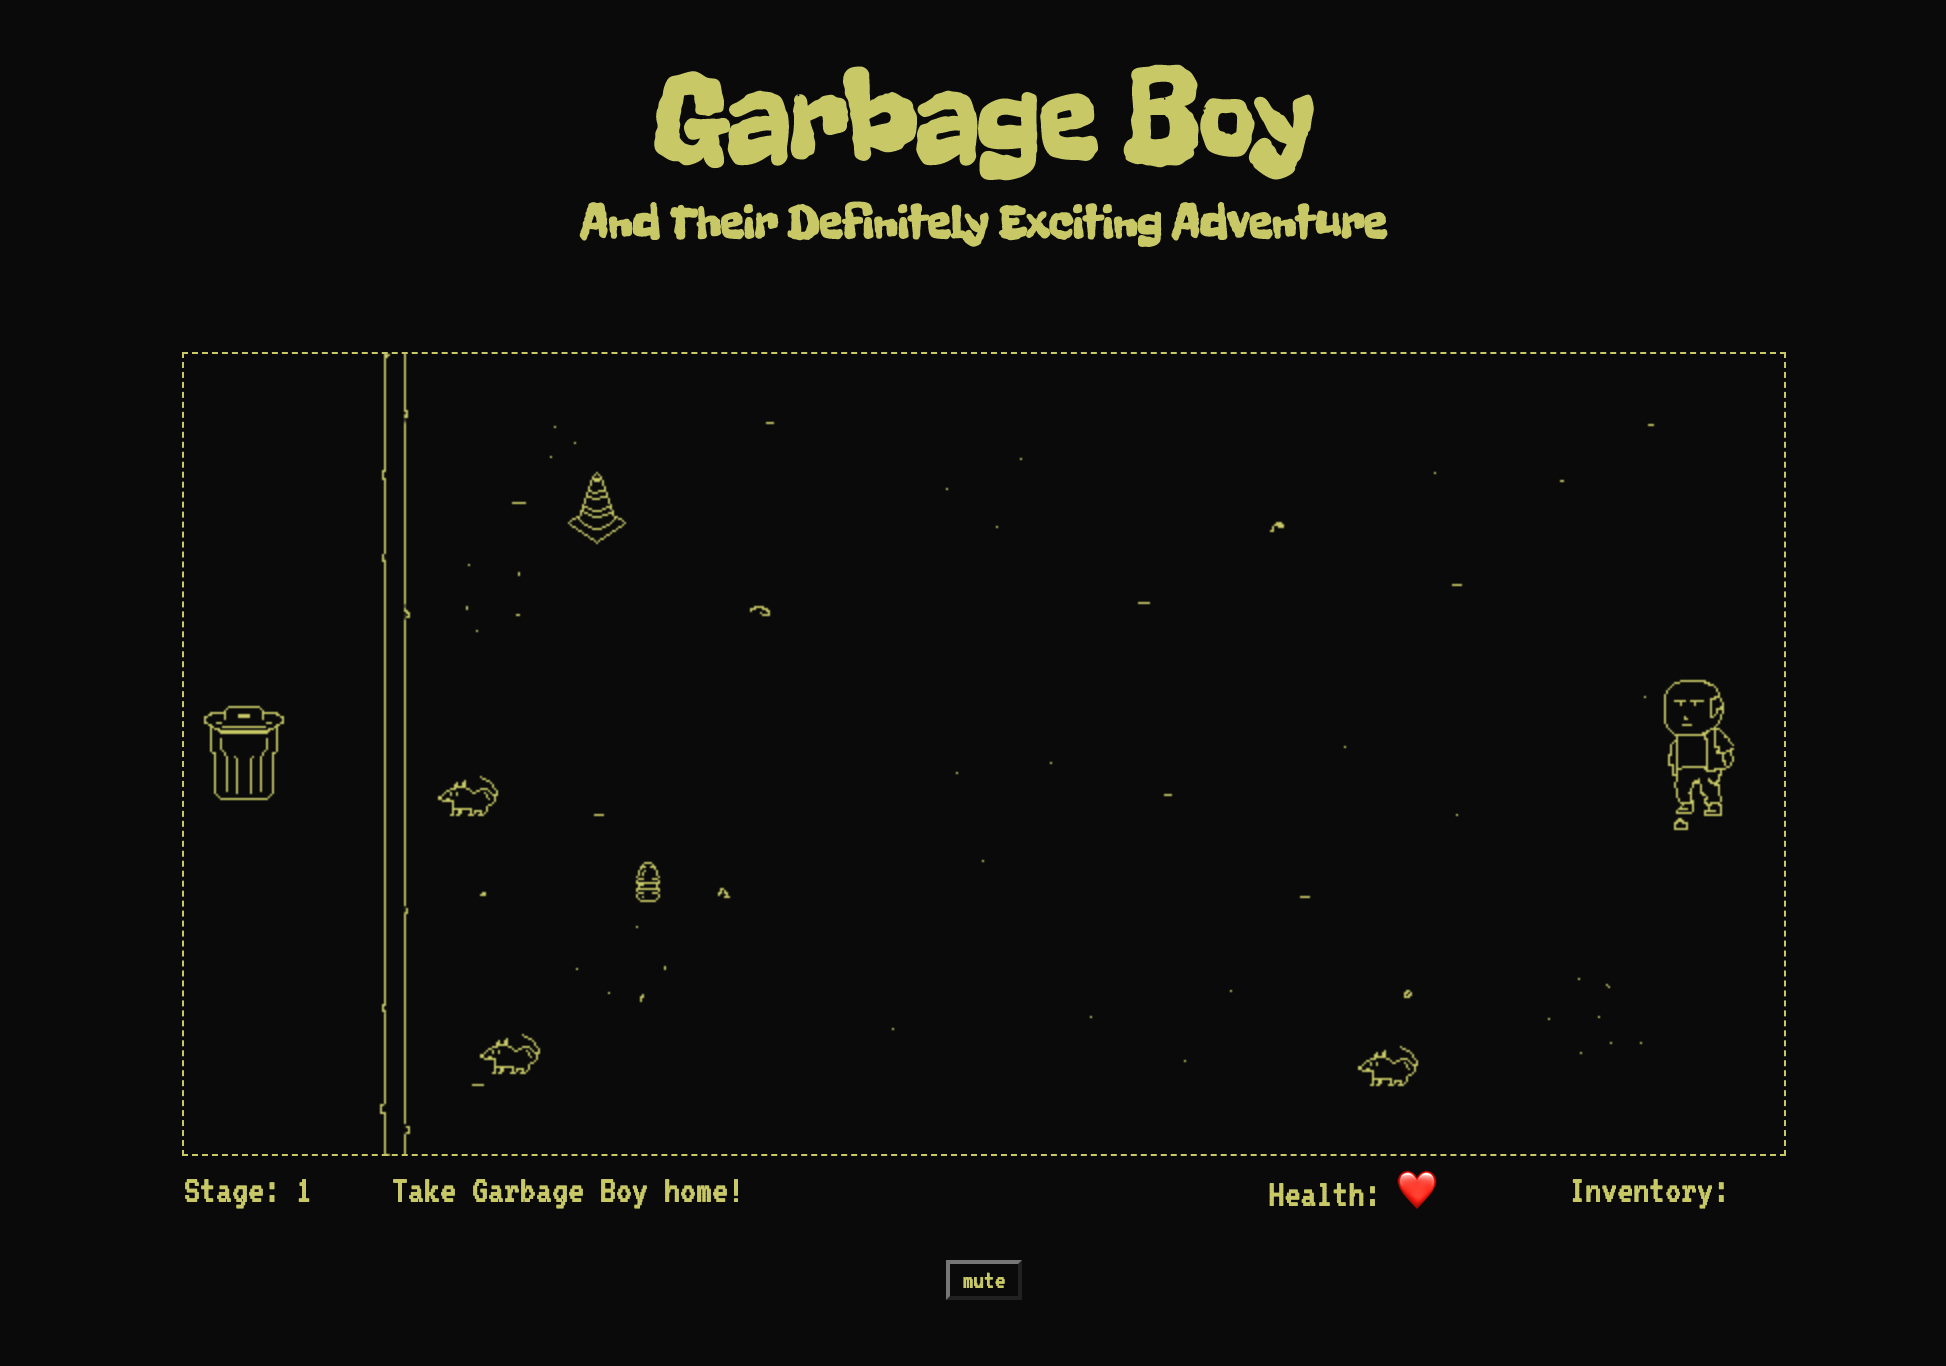 Garbage Boy
And Their Definitely Exciting Adventure
Stage: 1 Take Garbage Boy home! Health: ❤️ Inventory:
mute